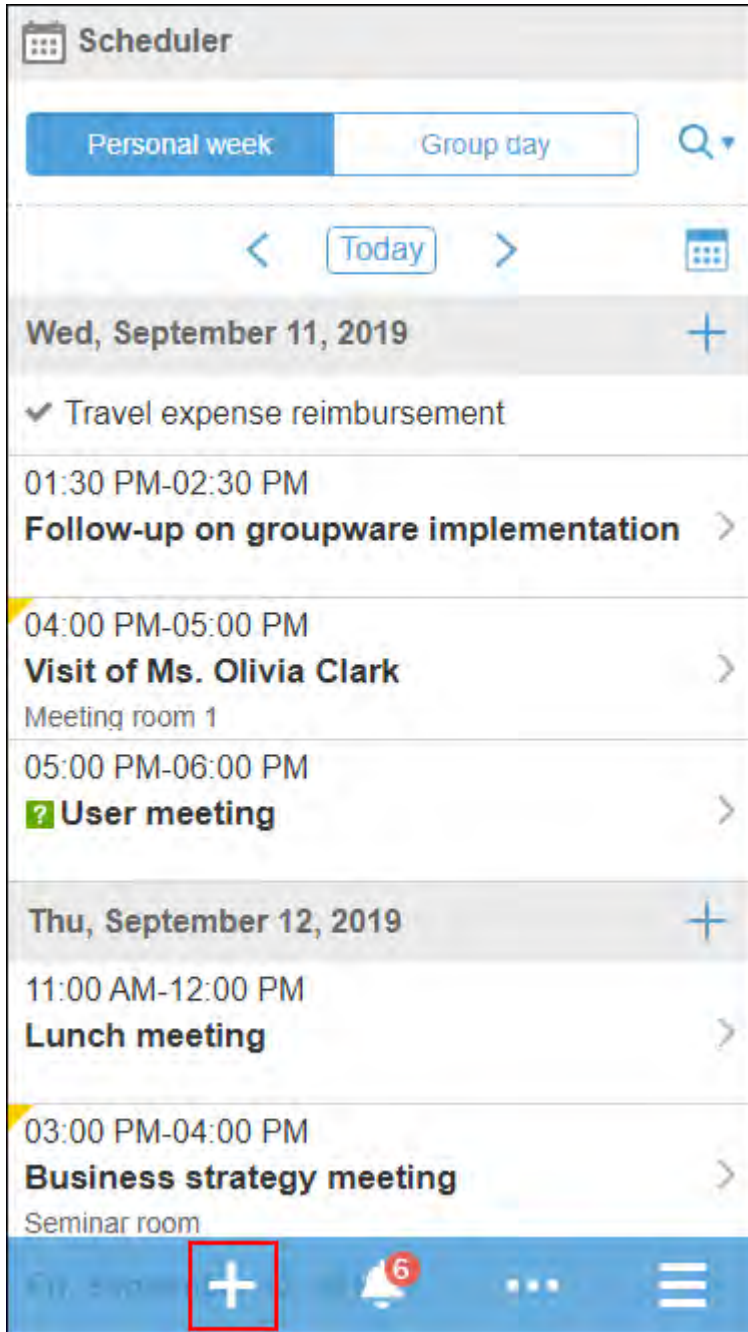 Scheduler
Personal week
Group day
Today
Wed, September 11, 2019
Travel expense reimbursement
01:30 PM-02:30 PM
Follow-up on groupware implementation
04:00 PM-05:00 PM
Visit of Ms. Olivia Clark
Meeting room 1
05:00 PM-06:00 PM
? User meeting
Thu, September 12, 2019
11:00 AM-12:00 PM
Lunch meeting
03:00 PM-04:00 PM
Business strategy meeting
Seminar room
6